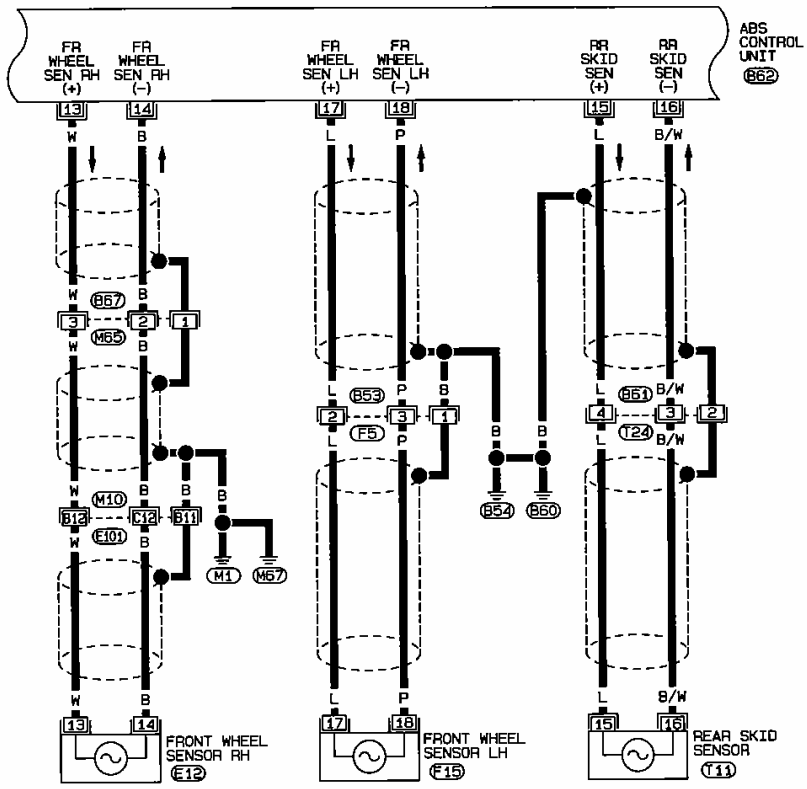 FR WHEEL SEN RH (+)
FR WHEEL SEN RH (-)
FR WHEEL SEN LH (+)
FR WHEEL SEN LH (-)
RR SKID SEN (+)
RR SKID SEN (-)
ABS CONTROL UNIT
B62
13 14 17 18 15 16
W B L P L B/W
W B
B67
3 2 1
M65
W B
L P B
B53
2 3 1
F5
L P
L B/W
B61
4 3 2
T24
L B/W
B B
B54 B60
W B B B
M10
B12 C12 B11
E101
W B
M1 M67
W B L P L B/W
13 14 17 18 15 16
FRONT WHEEL
SENSOR RH
E12
FRONT WHEEL
SENSOR LH
F15
REAR SKID
SENSOR
T11